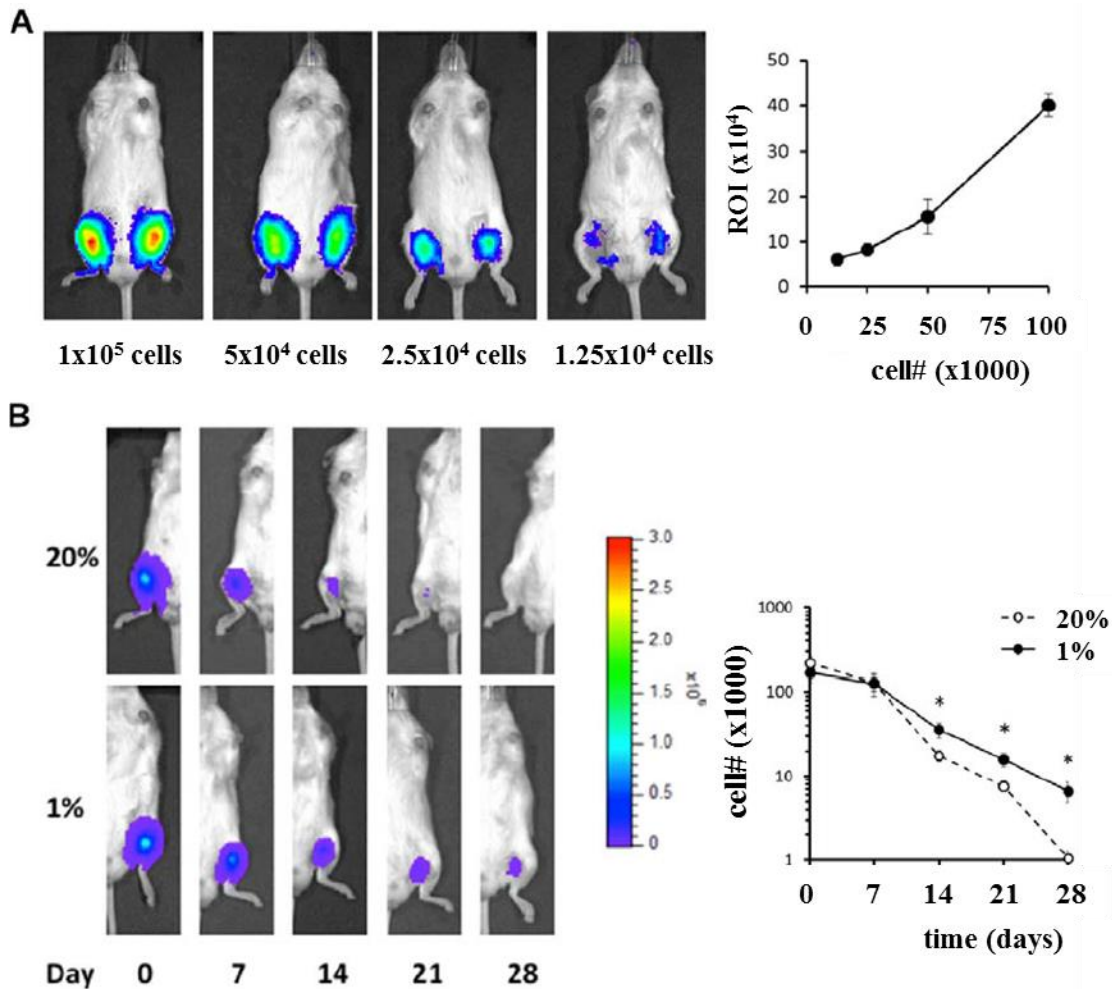 A
1x10⁵ cells
5x10⁴ cells
2.5x10⁴ cells
1.25x10⁴ cells
ROI (x10⁴)
50
40
30
20
10
0
0 25 50 75 100
cell# (x1000)
B
20%
1%
Day 0 7 14 21 28
3.0
2.5
2.0
1.5
1.0
0.5
0
x10⁶
cell# (x1000)
1000
100
10
1
20%
1%
*
*
*
0 7 14 21 28
time (days)